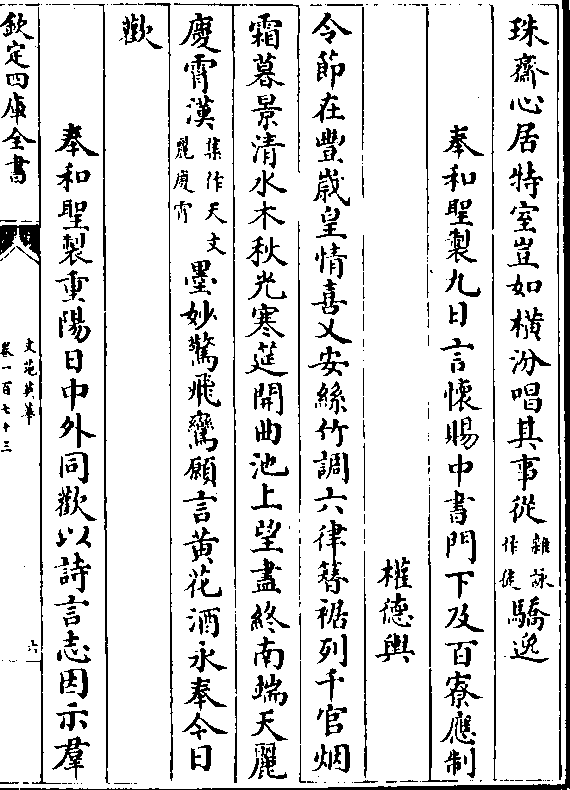 珠齋心居特室豈如橫汾唱其事從雜詠作徒驕逸
奉和聖製九日言懷賜中書門下及百寮應制
權德輿
令節在豐歲皇情喜乂安絲竹調六律簪裾列千官烟
霜暮景清水木秋光寒筵開曲池上望盡終南端天麗
慶霄漢集作天文麗慶霄墨妙驚飛鸞願言黃花酒永奉今日
歡
奉和聖製重陽日中外同歡以詩言志因示羣
欽定四庫全書
文苑英華
卷一百七十三
六